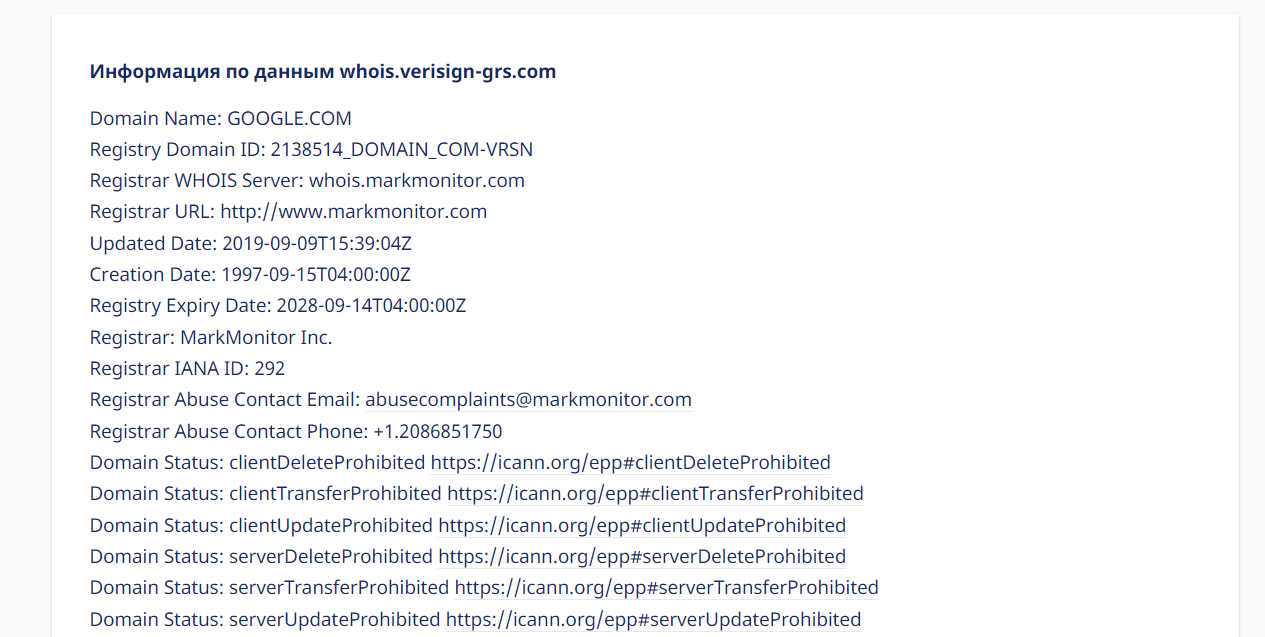 Информация по данным whois.verisign-grs.com
Domain Name: GOOGLE.COM
Registry Domain ID: 2138514_DOMAIN_COM-VRSN
Registrar WHOIS Server: whois.markmonitor.com
Registrar URL: http://www.markmonitor.com
Updated Date: 2019-09-09T15:39:04Z
Creation Date: 1997-09-15T04:00:00Z
Registry Expiry Date: 2028-09-14T04:00:00Z
Registrar: MarkMonitor Inc.
Registrar IANA ID: 292
Registrar Abuse Contact Email: abusecomplaints@markmonitor.com
Registrar Abuse Contact Phone: +1.2086851750
Domain Status: clientDeleteProhibited https://icann.org/epp#clientDeleteProhibited
Domain Status: clientTransferProhibited https://icann.org/epp#clientTransferProhibited
Domain Status: clientUpdateProhibited https://icann.org/epp#clientUpdateProhibited
Domain Status: serverDeleteProhibited https://icann.org/epp#serverDeleteProhibited
Domain Status: serverTransferProhibited https://icann.org/epp#serverTransferProhibited
Domain Status: serverUpdateProhibited https://icann.org/epp#serverUpdateProhibited